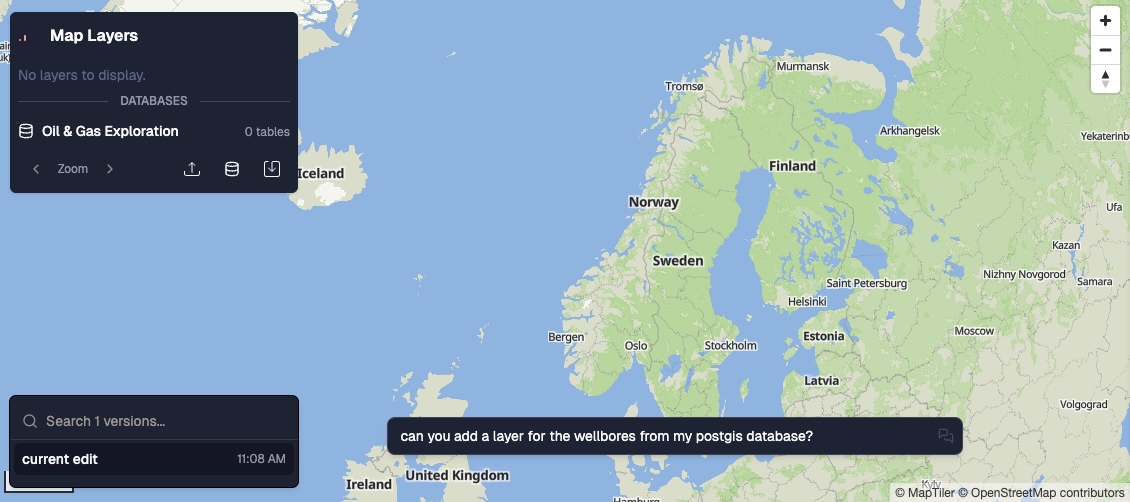 Map Layers
No layers to display.
DATABASES
Oil & Gas Exploration 0 tables
Zoom
Iceland
Tromsø
Murmansk
Arkhangelsk
Yekaterinb
Finland
Norway
Ufa
Sweden
Kazan
Nizhny Novgorod
Samara
Saint Petersburg
Helsinki
Bergen
Oslo
Stockholm
Estonia
Moscow
Latvia
Volgograd
Search 1 versions...
current edit 11:08 AM
can you add a layer for the wellbores from my postgis database?
United Kingdom
Ireland
Hamburg
Kyiv
© MapTiler © OpenStreetMap contributors